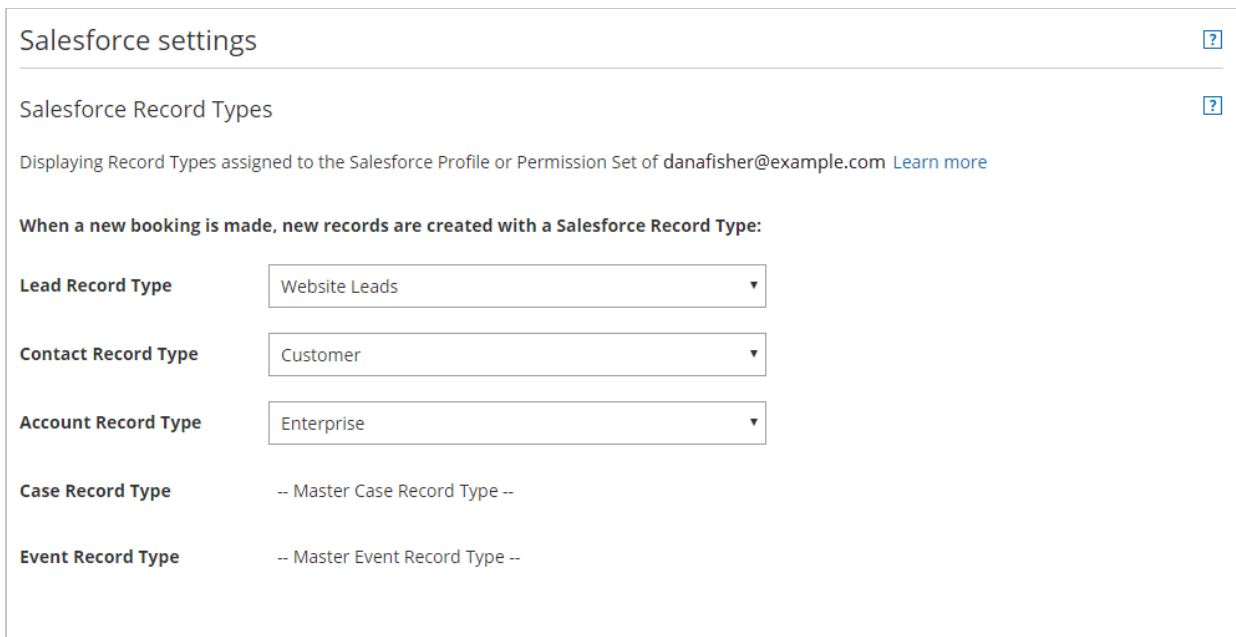 Salesforce settings ?
Salesforce Record Types ?
Displaying Record Types assigned to the Salesforce Profile or Permission Set of danafisher@example.com Learn more
When a new booking is made, new records are created with a Salesforce Record Type:
Lead Record Type Website Leads
Contact Record Type Customer
Account Record Type Enterprise
Case Record Type -- Master Case Record Type --
Event Record Type -- Master Event Record Type --